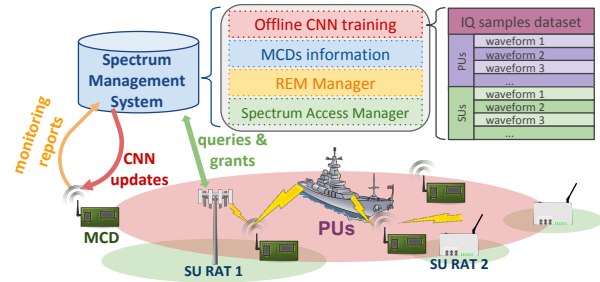 Spectrum
Management
System
Offline CNN training
MCDs information
REM Manager
Spectrum Access Manager
IQ samples dataset
PUs
waveform 1
waveform 2
waveform 3
...
SUs
waveform 1
waveform 2
waveform 3
...
monitoring
reports
CNN
updates
queries &
grants
MCD
PUs
SU RAT 1
SU RAT 2